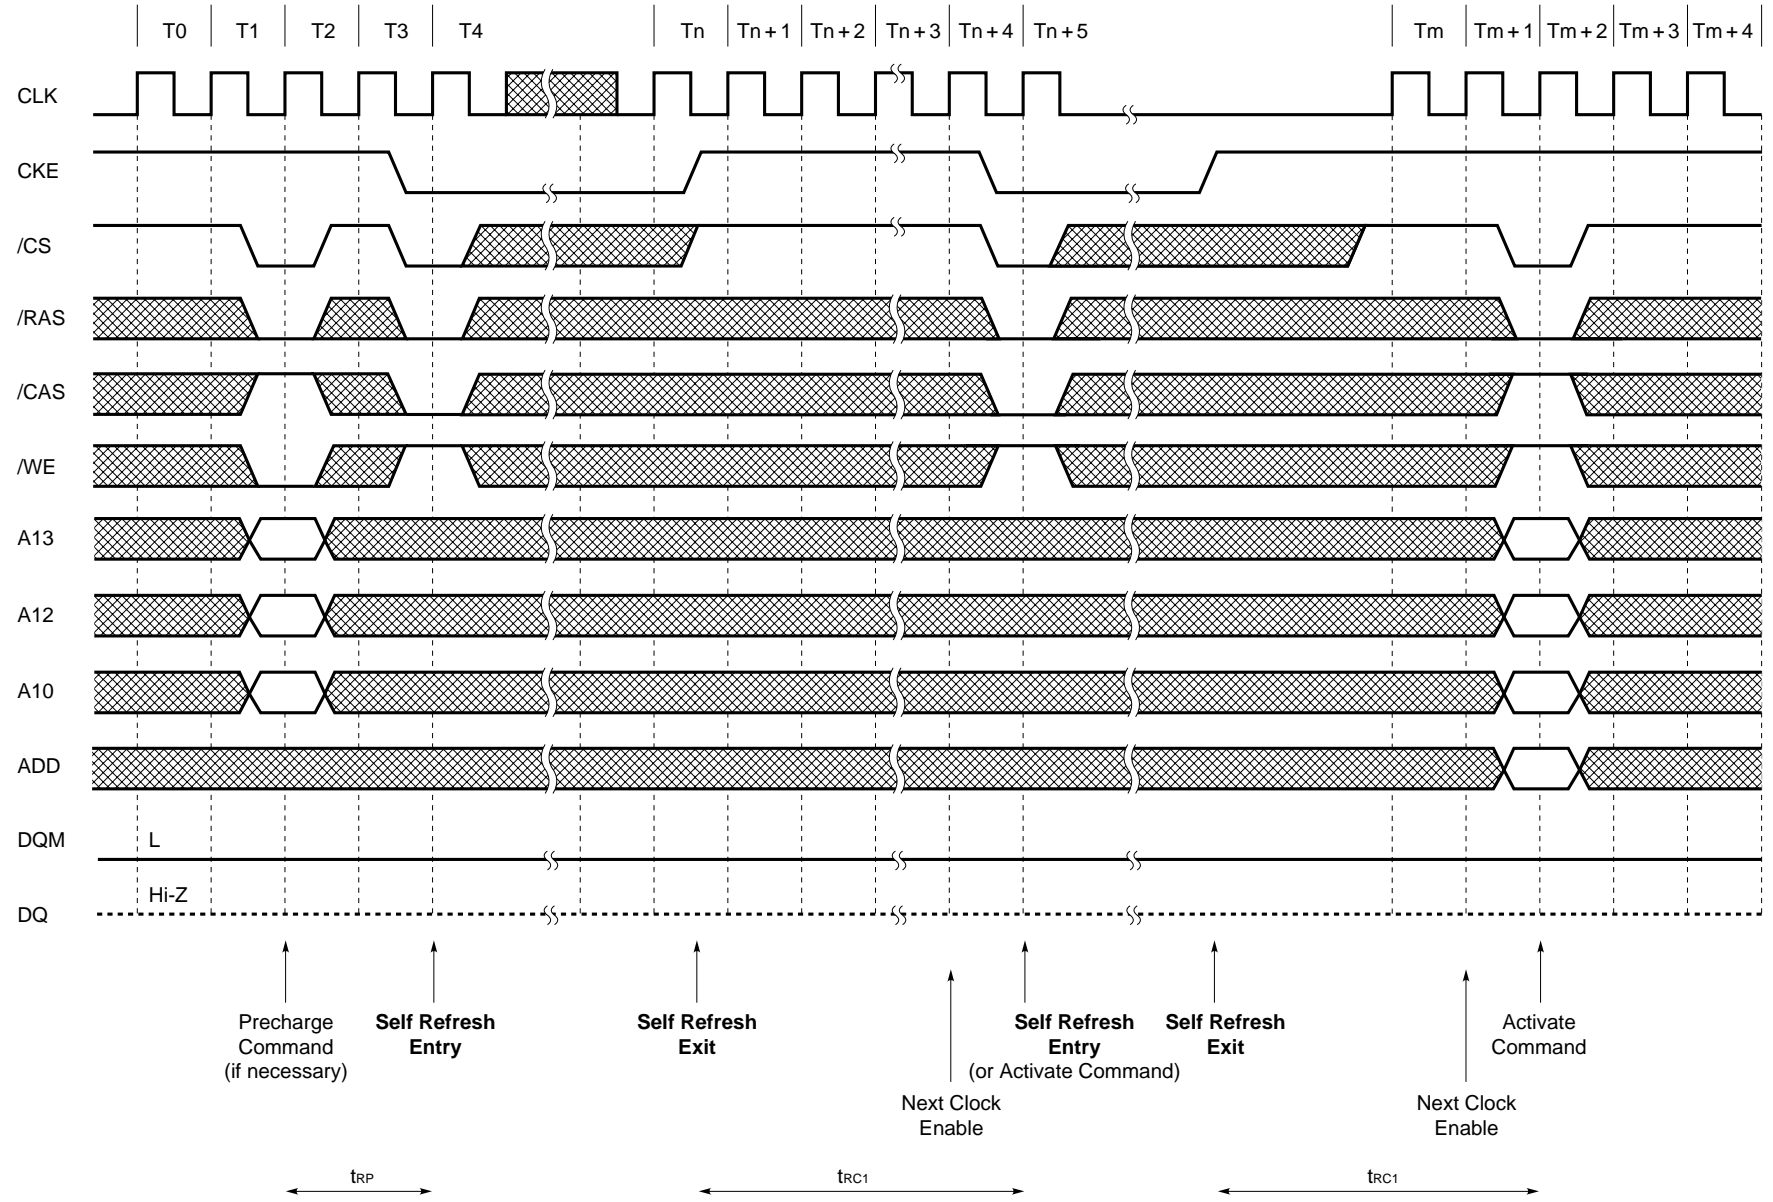 T0 T1 T2 T3 T4 Tn Tn + 1 Tn + 2 Tn + 3 Tn + 4 Tn + 5 Tm Tm + 1 Tm + 2 Tm + 3 Tm + 4
CLK
CKE
/CS
/RAS
/CAS
/WE
A13
A12
A10
ADD
DQM L
Hi-Z
DQ
Precharge
Command
(if necessary)
Self Refresh
Entry
Self Refresh
Exit
Next Clock
Enable
Self Refresh
Entry
(or Activate Command)
Self Refresh
Exit
Next Clock
Enable
Activate
Command
tRP tRC1 tRC1